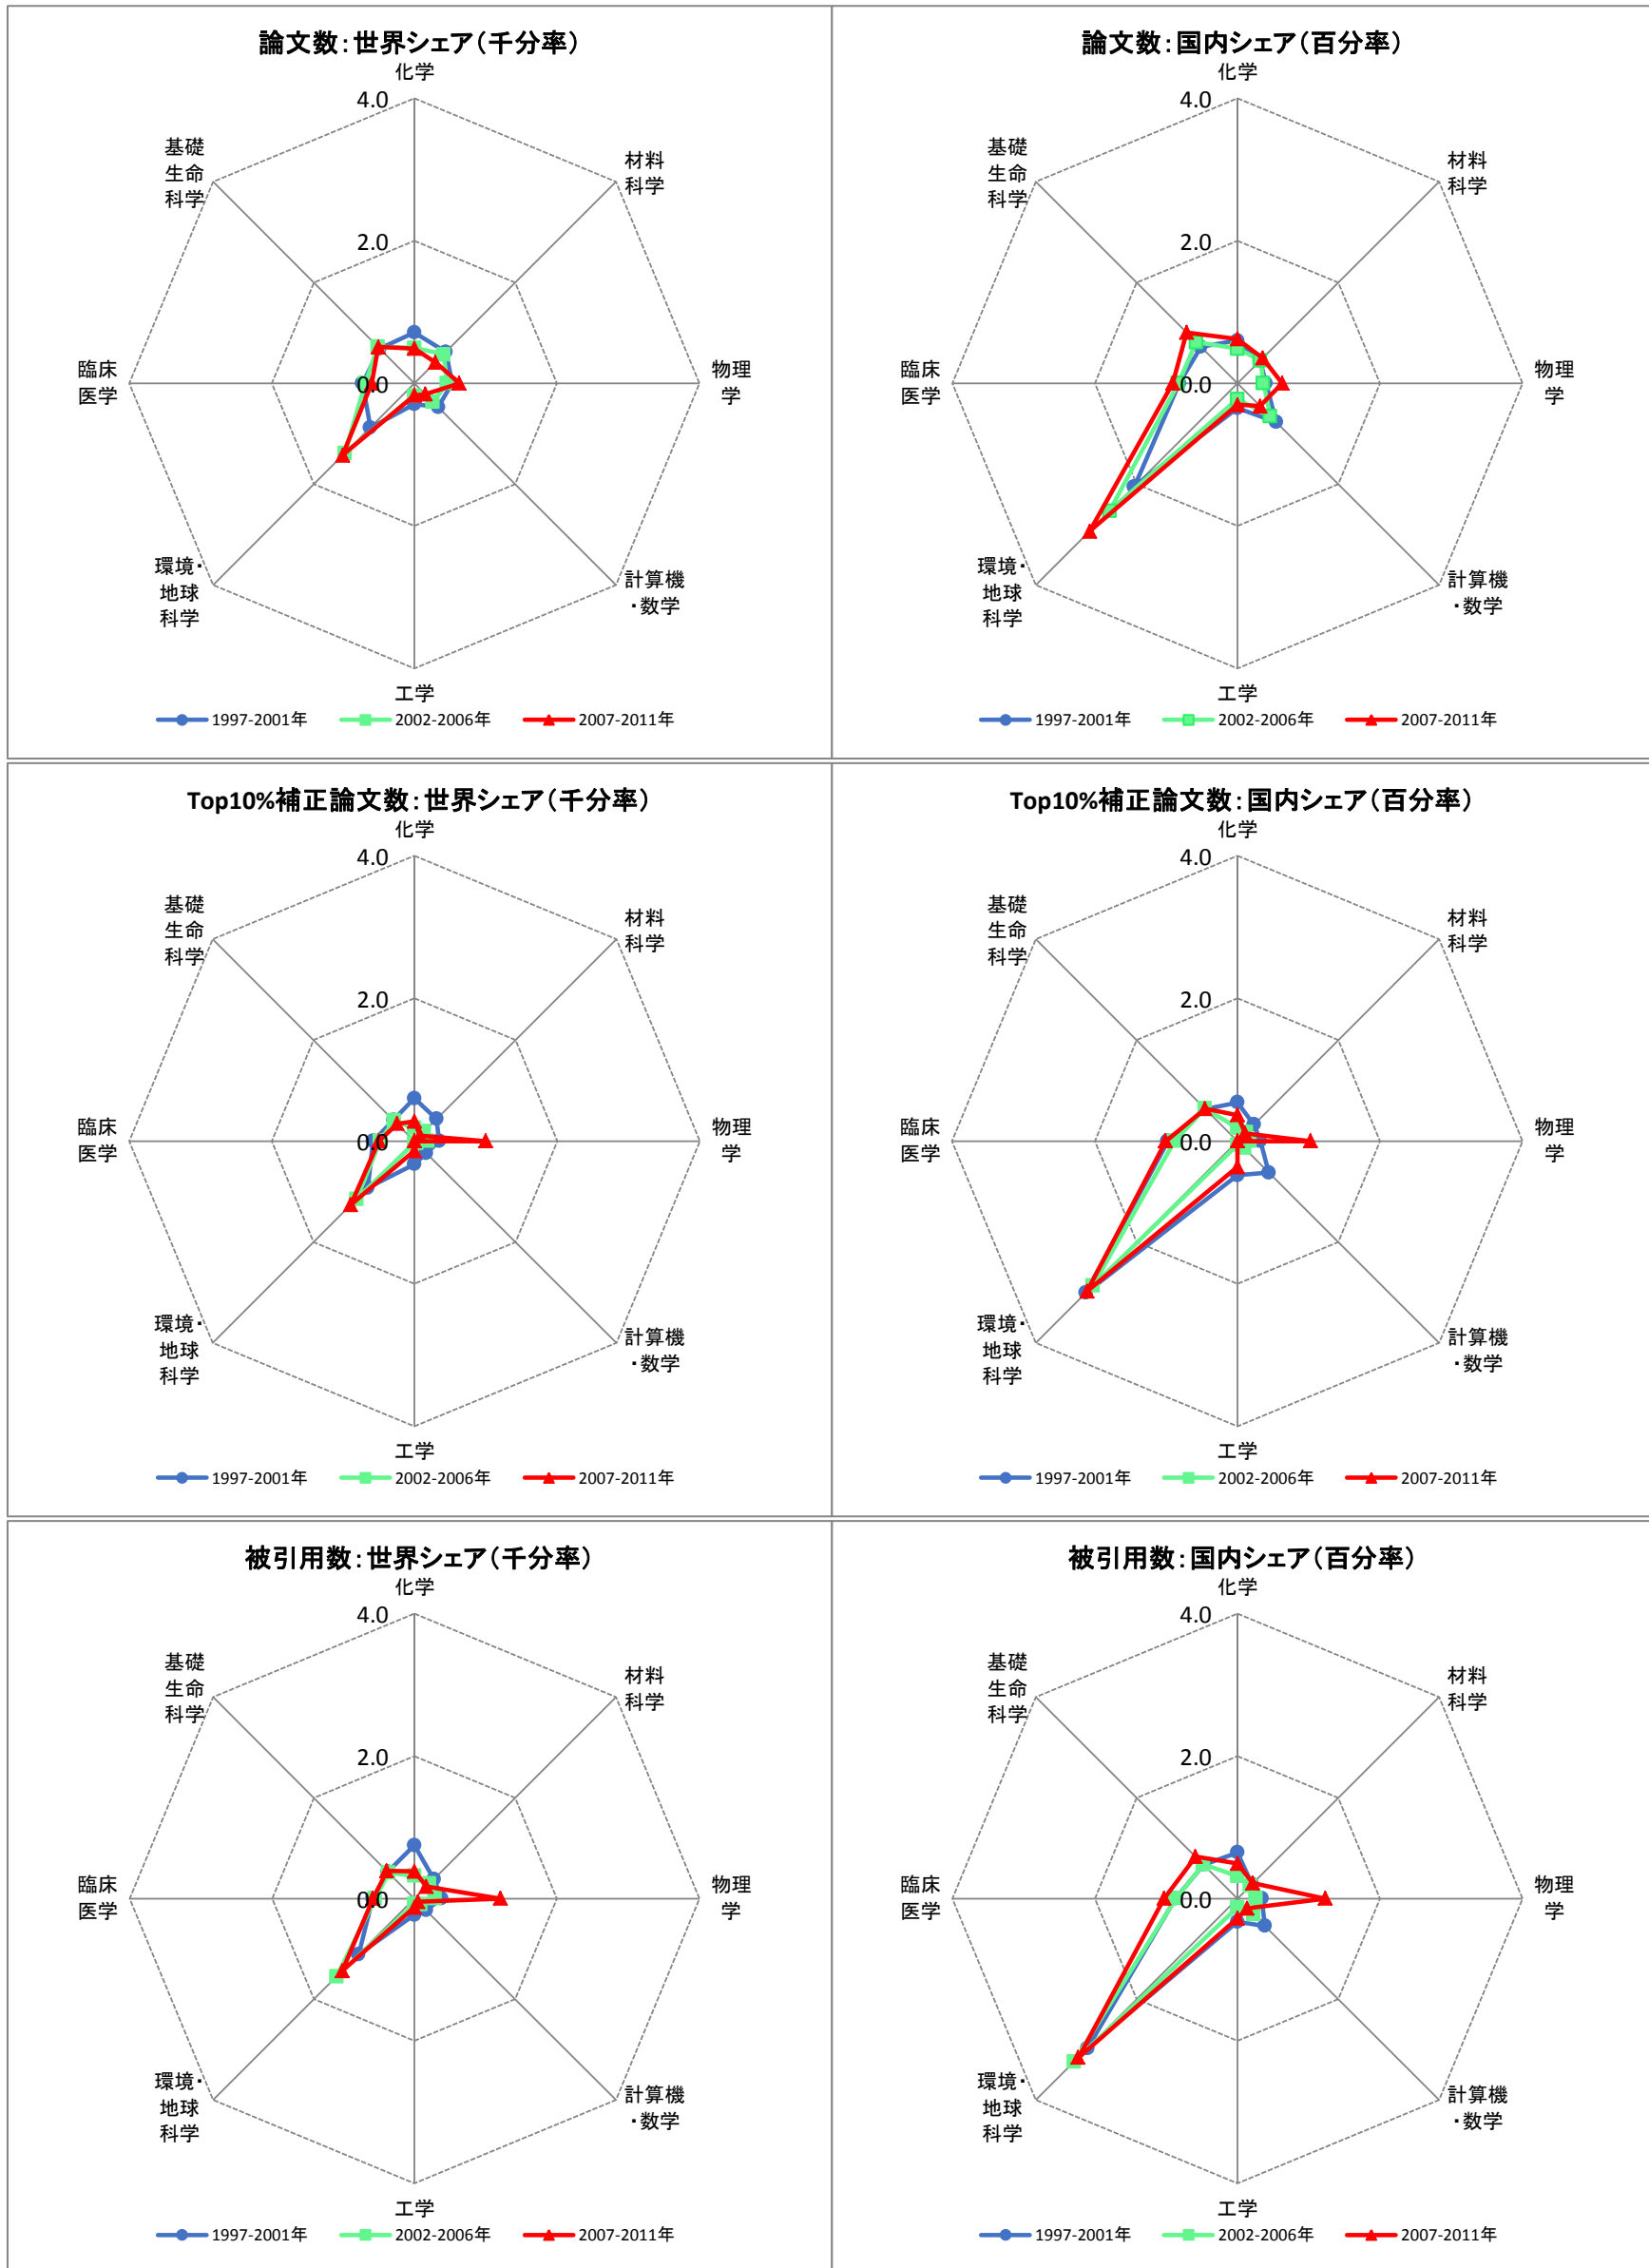 論文数：世界シェア（千分率）
化学
4.0
基礎
生命
科学
材料
科学
2.0
臨床
医学
0.0
物理
学
環境・
地球
科学
計算機
・数学
工学
1997-2001年
2002-2006年
2007-2011年
論文数：国内シェア（百分率）
化学
4.0
基礎
生命
科学
材料
科学
2.0
臨床
医学
0.0
物理
学
環境・
地球
科学
計算機
・数学
工学
1997-2001年
2002-2006年
2007-2011年
Top10%補正論文数：世界シェア（千分率）
化学
4.0
基礎
生命
科学
材料
科学
2.0
臨床
医学
0.0
物理
学
環境・
地球
科学
計算機
・数学
工学
1997-2001年
2002-2006年
2007-2011年
Top10%補正論文数：国内シェア（百分率）
化学
4.0
基礎
生命
科学
材料
科学
2.0
臨床
医学
0.0
物理
学
環境・
地球
科学
計算機
・数学
工学
1997-2001年
2002-2006年
2007-2011年
被引用数：世界シェア（千分率）
化学
4.0
基礎
生命
科学
材料
科学
2.0
臨床
医学
0.0
物理
学
環境・
地球
科学
計算機
・数学
工学
1997-2001年
2002-2006年
2007-2011年
被引用数：国内シェア（百分率）
化学
4.0
基礎
生命
科学
材料
科学
2.0
臨床
医学
0.0
物理
学
環境・
地球
科学
計算機
・数学
工学
1997-2001年
2002-2006年
2007-2011年